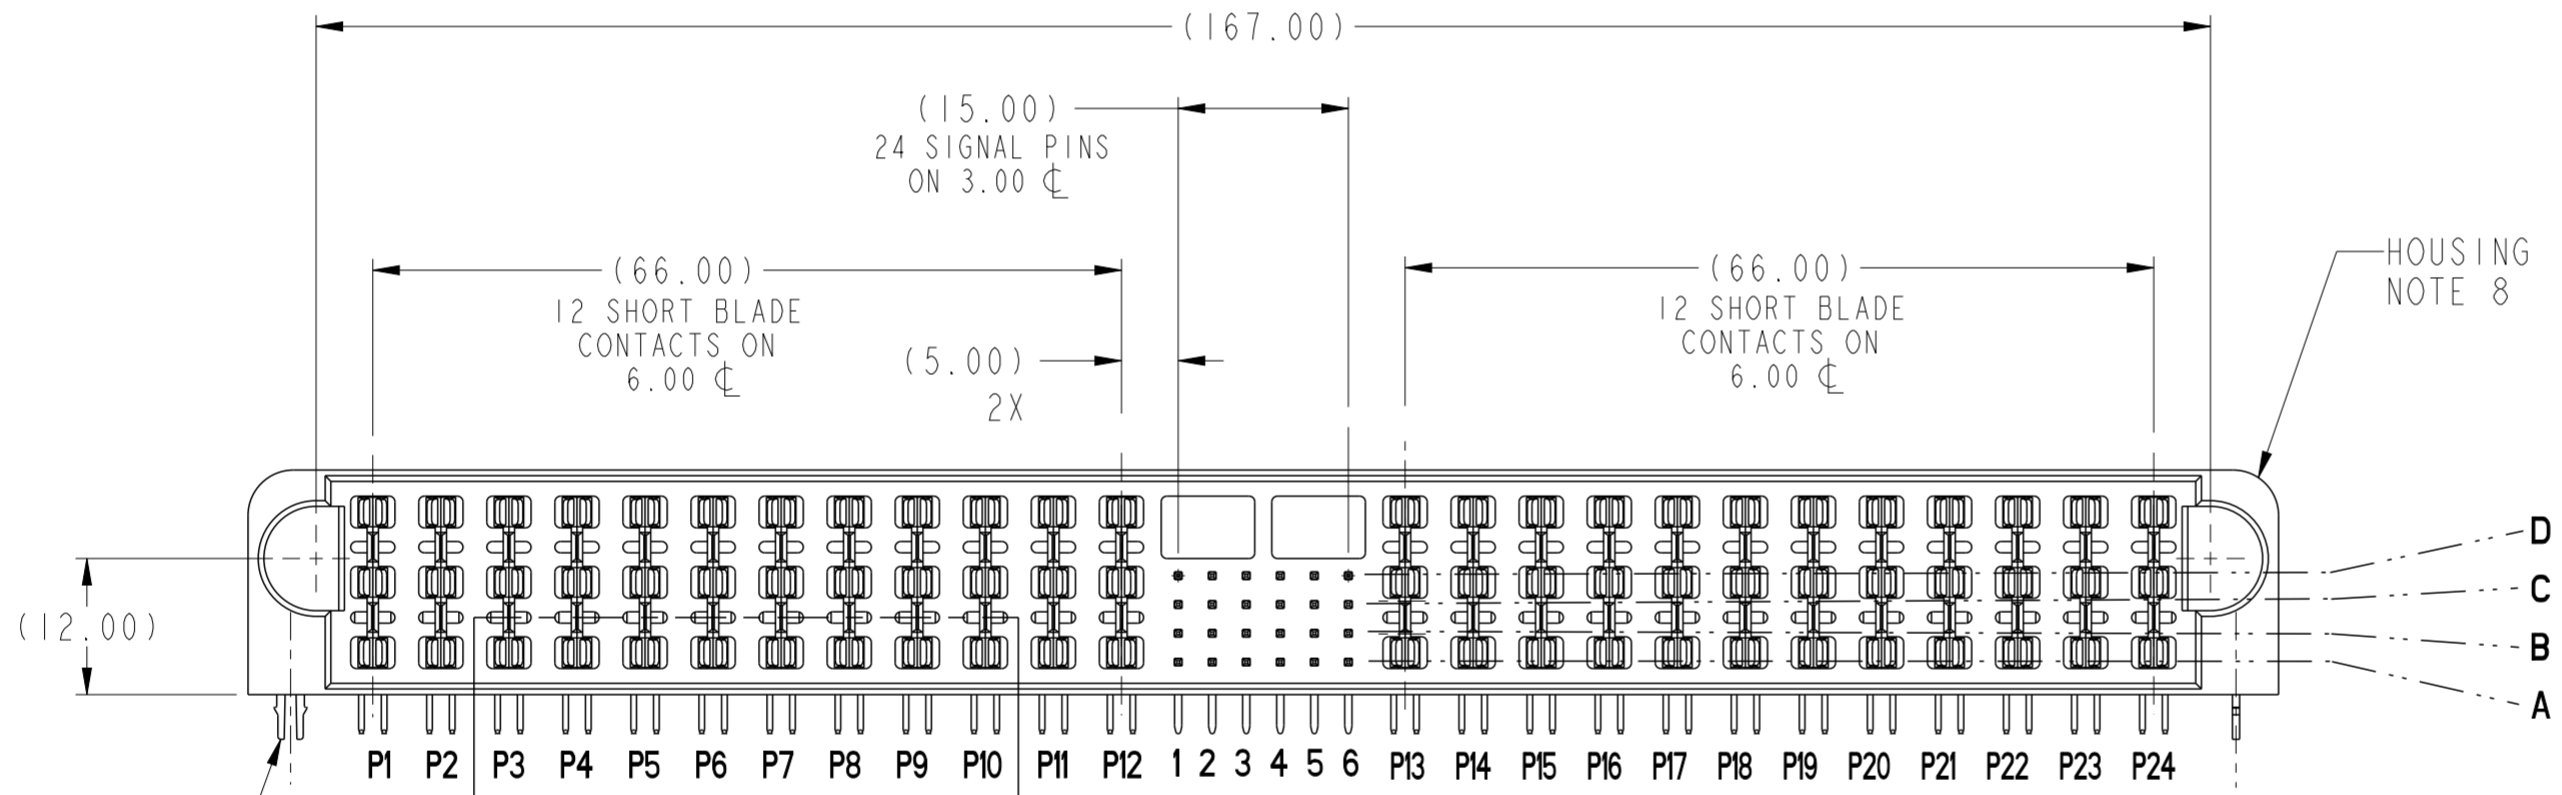 (167.00)
(15.00)
24 SIGNAL PINS
ON 3.00 ℄
(66.00)
12 SHORT BLADE
CONTACTS ON
6.00 ℄
(5.00)
2X
(66.00)
12 SHORT BLADE
CONTACTS ON
6.00 ℄
HOUSING
NOTE 8
(12.00)
D
C
B
A
P1 P2 P3 P4 P5 P6 P7 P8 P9 P10 P11 P12 1 2 3 4 5 6 P13 P14 P15 P16 P17 P18 P19 P20 P21 P22 P23 P24